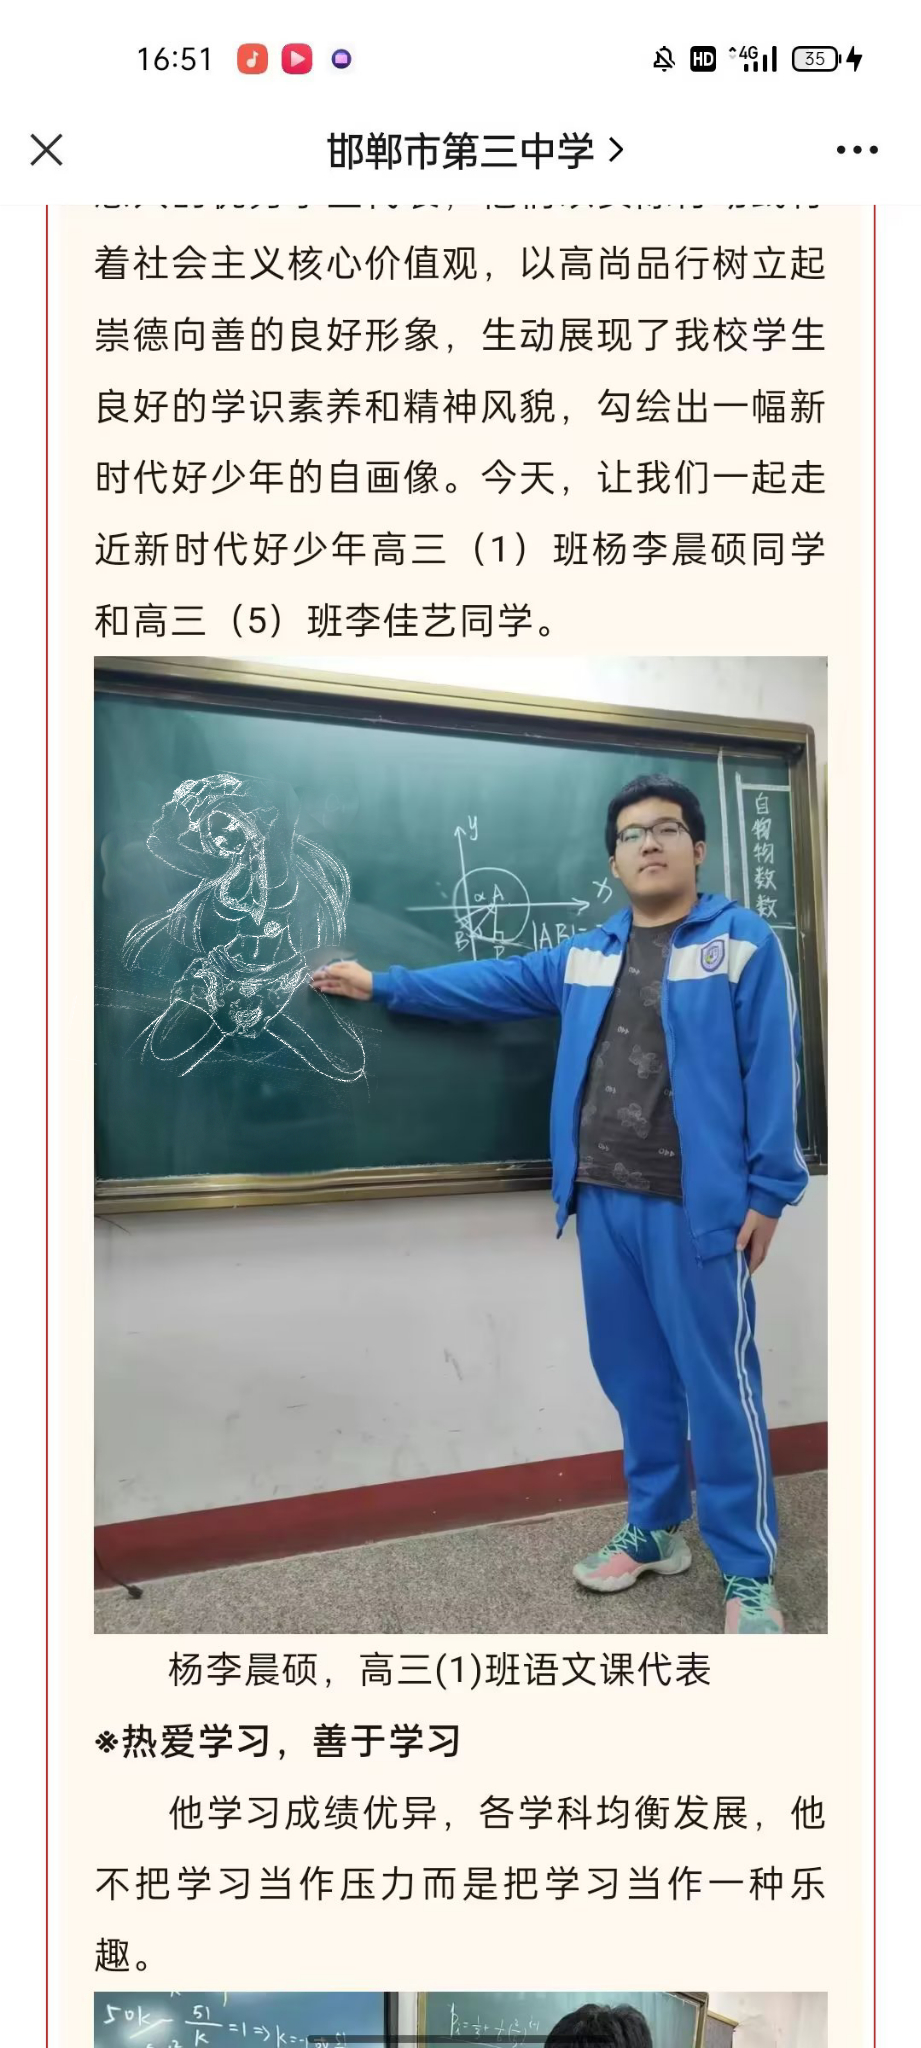 16:51
HD
4G
35
邯郸市第三中学
着社会主义核心价值观，以高尚品行树立起
崇德向善的良好形象，生动展现了我校学生
良好的学识素养和精神风貌，勾绘出一幅新
时代好少年的自画像。今天，让我们一起走
近新时代好少年高三（1）班杨李晨硕同学
和高三（5）班李佳艺同学。
y
α A
x
B
P
|AB|=
自
物
物
数
数
杨李晨硕，高三(1)班语文课代表
※热爱学习，善于学习
他学习成绩优异，各学科均衡发展，他
不把学习当作压力而是把学习当作一种乐
趣。
50k
51
k
=1⇒k=